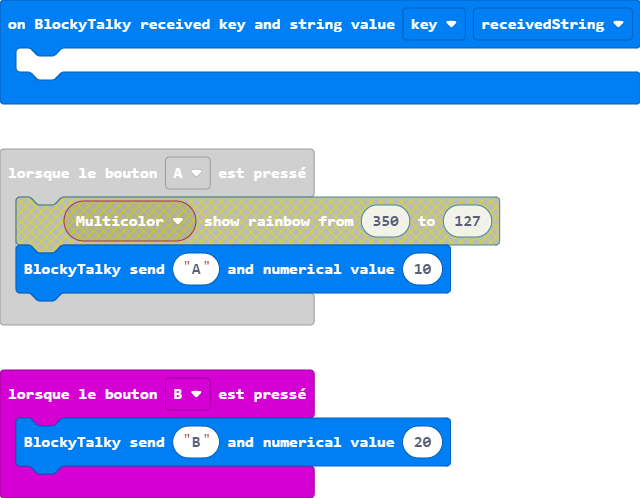 on BlockyTalky received key and string value key receivedString
lorsque le bouton A est pressé
Multicolor show rainbow from 350 to 127
BlockyTalky send "A" and numerical value 10
lorsque le bouton B est pressé
BlockyTalky send "B" and numerical value 20